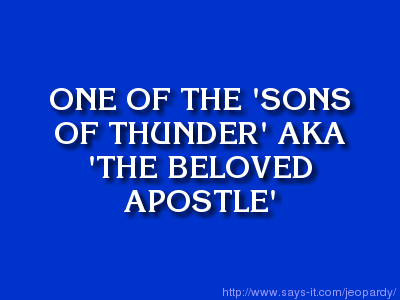 ONE OF THE 'SONS
OF THUNDER' AKA
'THE BELOVED
APOSTLE'
http://www.says-it.com/jeopardy/